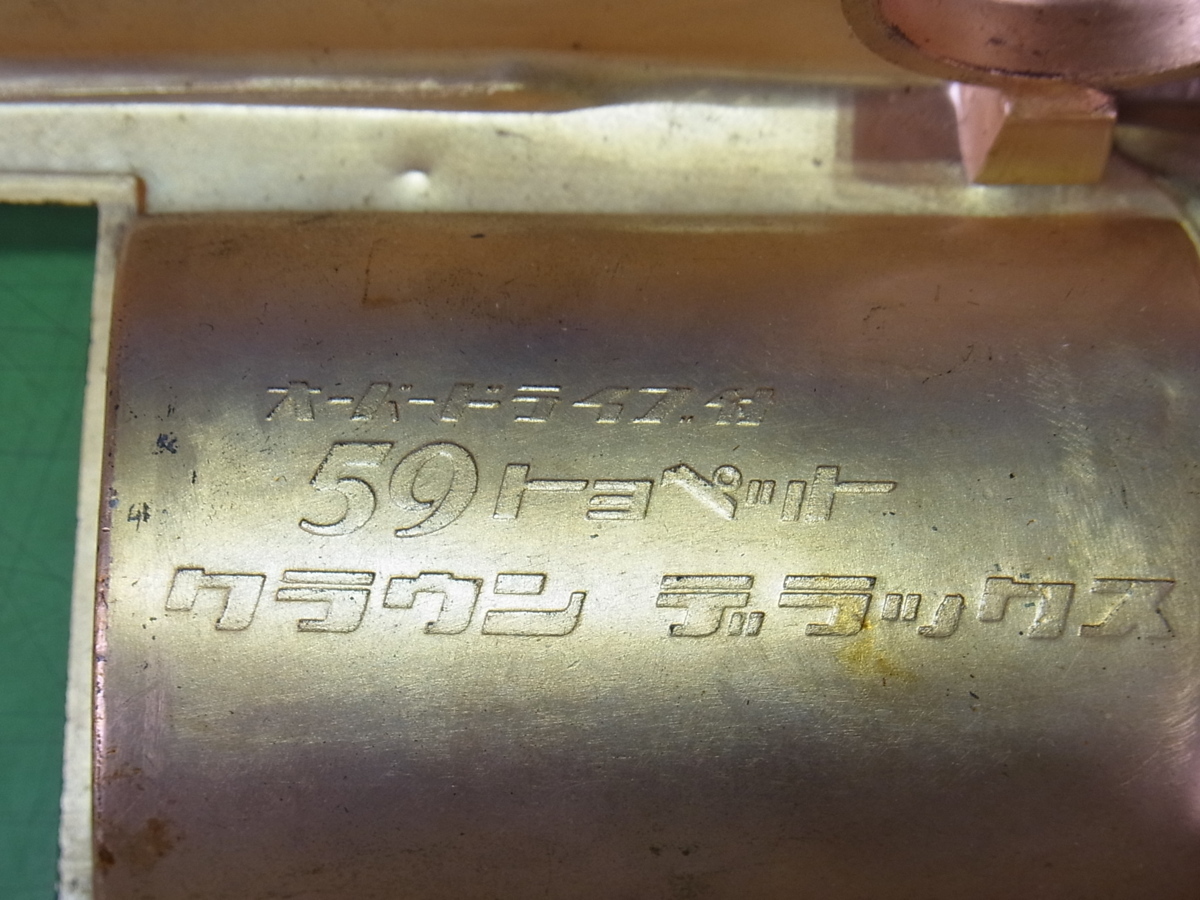 オーバードライブ付
59トヨペット
クラウン デラックス